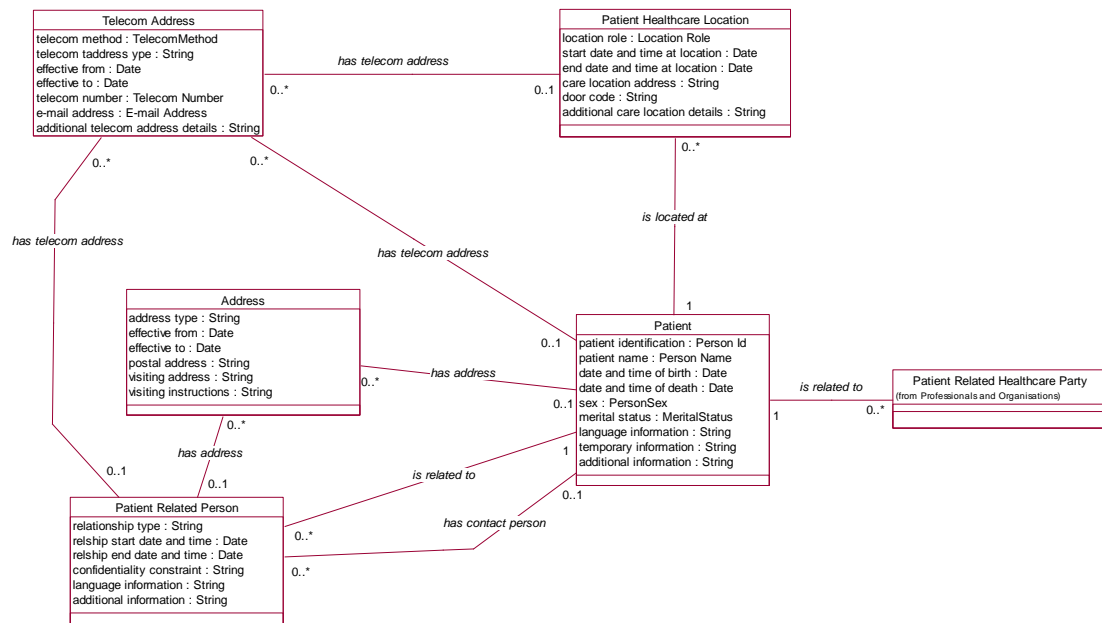 Telecom Address
telecom method : TelecomMethod
telecom taddress ype : String
effective from : Date
effective to : Date
telecom number : Telecom Number
e-mail address : E-mail Address
additional telecom address details : String
Patient Healthcare Location
location role : Location Role
start date and time at location : Date
end date and time at location : Date
care location address : String
door code : String
additional care location details : String
has telecom address
0..*
0..1
0..*
0..*
0..*
is located at
has telecom address
has telecom address
1
Address
address type : String
effective from : Date
effective to : Date
postal address : String
visiting address : String
visiting instructions : String
Patient
patient identification : Person Id
patient name : Person Name
date and time of birth : Date
date and time of death : Date
sex : PersonSex
merital status : MeritalStatus
language information : String
temporary information : String
additional information : String
0..1
has address
0..*
0..1
is related to
1
0..*
Patient Related Healthcare Party
(from Professionals and Organisations)
0..*
has address
0..1
0..1
is related to
1
0..*
has contact person
0..1
0..*
Patient Related Person
relationship type : String
relship start date and time : Date
relship end date and time : Date
confidentiality constraint : String
language information : String
additional information : String